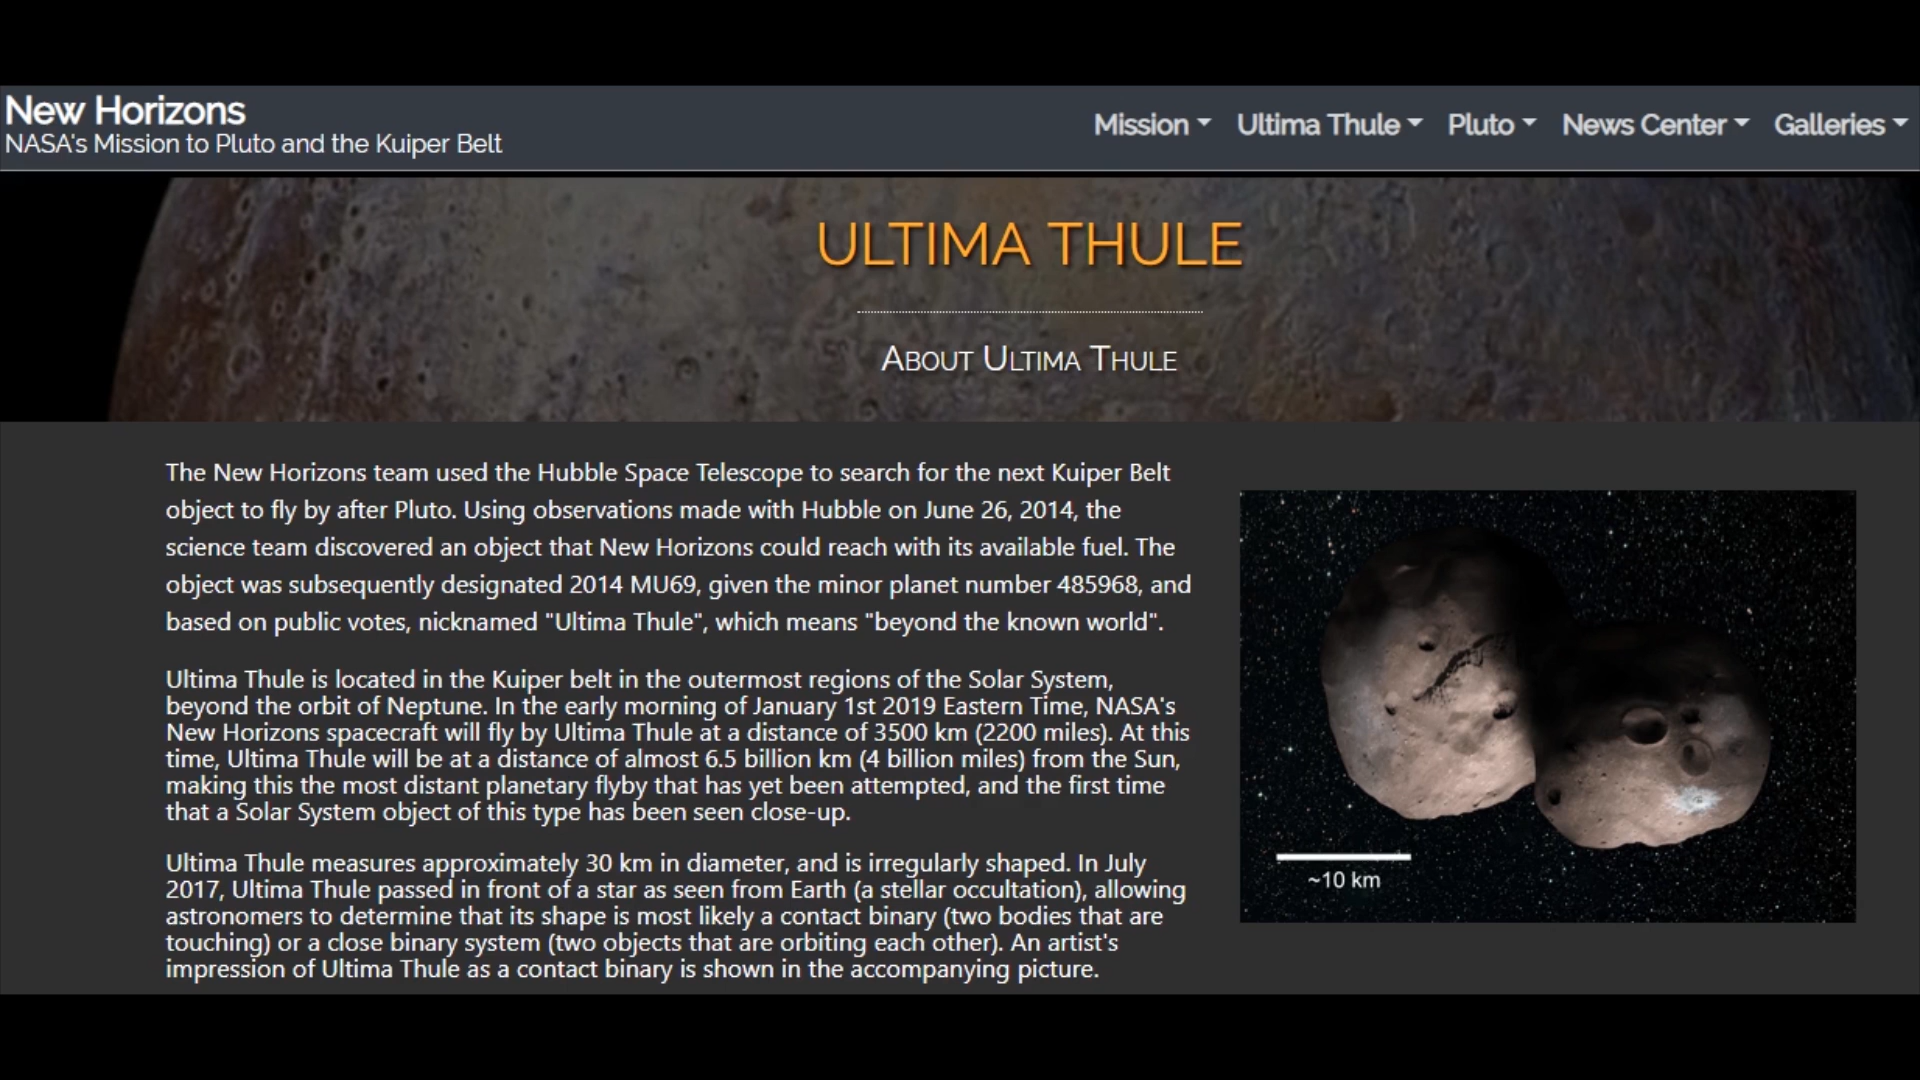 New Horizons
NASA's Mission to Pluto and the Kuiper Belt
Mission
Ultima Thule
Pluto
News Center
Galleries
ULTIMA THULE
ABOUT ULTIMA THULE
The New Horizons team used the Hubble Space Telescope to search for the next Kuiper Belt
object to fly by after Pluto. Using observations made with Hubble on June 26, 2014, the
science team discovered an object that New Horizons could reach with its available fuel. The
object was subsequently designated 2014 MU69, given the minor planet number 485968, and
based on public votes, nicknamed "Ultima Thule", which means "beyond the known world".
Ultima Thule is located in the Kuiper belt in the outermost regions of the Solar System,
beyond the orbit of Neptune. In the early morning of January 1st 2019 Eastern Time, NASA's
New Horizons spacecraft will fly by Ultima Thule at a distance of 3500 km (2200 miles). At this
time, Ultima Thule will be at a distance of almost 6.5 billion km (4 billion miles) from the Sun,
making this the most distant planetary flyby that has yet been attempted, and the first time
that a Solar System object of this type has been seen close-up.
Ultima Thule measures approximately 30 km in diameter, and is irregularly shaped. In July
2017, Ultima Thule passed in front of a star as seen from Earth (a stellar occultation), allowing
astronomers to determine that its shape is most likely a contact binary (two bodies that are
touching) or a close binary system (two objects that are orbiting each other). An artist's
impression of Ultima Thule as a contact binary is shown in the accompanying picture.
~10 km